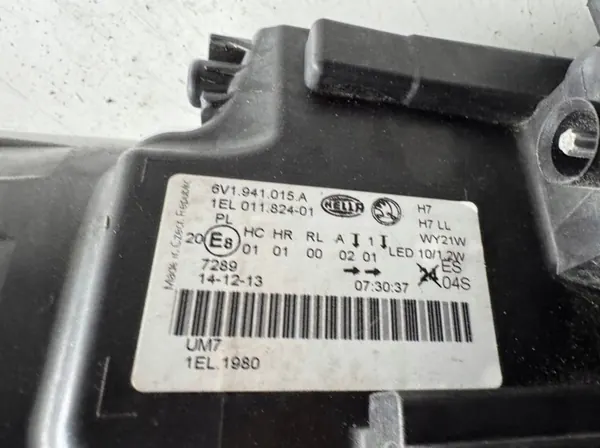 6V1.941.015.A
1EL 011.824-01
HELLA
H7
H7 LL
WY21W
LED 10/1,2W
PL
20 E8
HC HR RL A 1
01 01 00 02 01
Made in Czech Republic
7289
14-12-13
07:30:37
ES
04S
UM7
1EL.1980